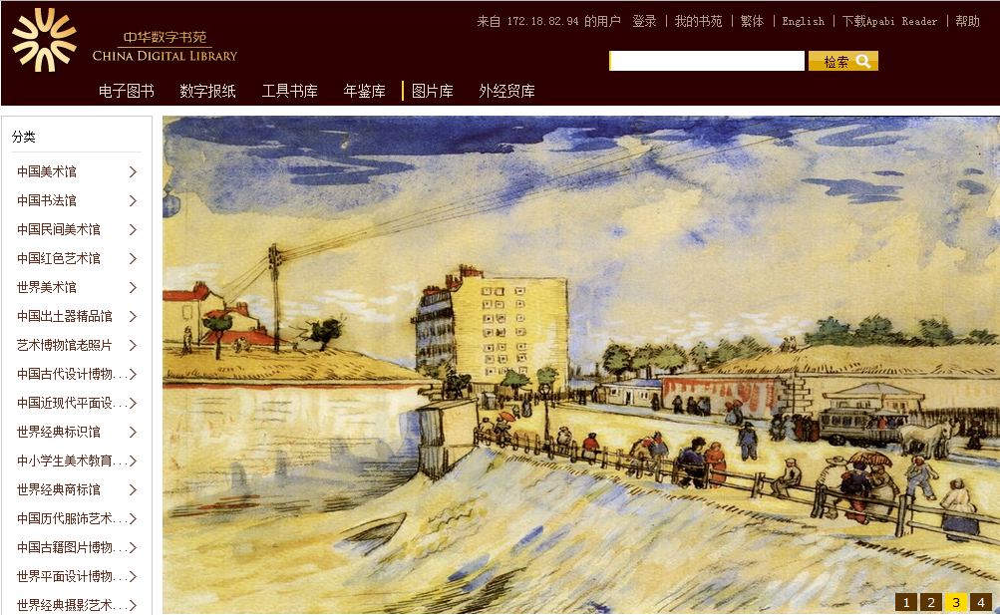 来自 172.18.82.94 的用户 登录 | 我的书苑 | 繁体 | English | 下载Apabi Reader | 帮助
中华数字书苑
CHINA DIGITAL LIBRARY
检索
电子图书 数字报纸 工具书库 年鉴库 图片库 外经贸库
分类
中国美术馆
中国书法馆
中国民间美术馆
中国红色艺术馆
世界美术馆
中国出土器精品馆
艺术博物馆老照片
中国古代设计博物...
中国近现代平面设...
世界经典标识馆
中小学生美术教育...
世界经典商标馆
中国历代服饰艺术...
中国古籍图片博物...
世界平面设计博物...
世界经典摄影艺术...
1 2 3 4